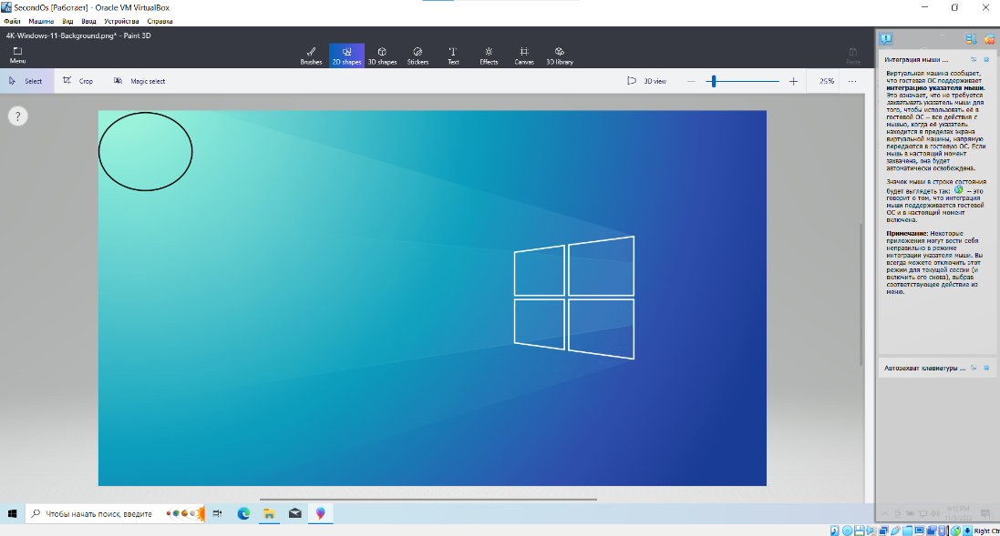 SecondOs [Работает] - Oracle VM VirtualBox
Файл Машина Вид Ввод Устройства Справка
4K-Windows-11-Background.png* - Paint 3D
Menu
Brushes 2D shapes 3D shapes Stickers Text Effects Canvas 3D library
Paste
Select Crop Magic select 3D view 25%
?
Интеграция мыши ...
Виртуальная машина сообщает,
что гостевая ОС поддерживает
интеграцию указателя мыши.
Это означает, что не требуется
захватывать указатель мыши для
того, чтобы использовать её в
гостевой ОС -- все действия с
мышью, когда её указатель
находится в пределах экрана
виртуальной машины, напрямую
передаются в гостевую ОС. Если
мышь в настоящий момент
захвачена, она будет
автоматически освобождена.
Значок мыши в строке состояния
будет выглядеть так: -- это
говорит о том, что интеграция
мыши поддерживается гостевой
ОС и в настоящий момент
включена.
Примечание: Некоторые
приложения могут вести себя
неправильно в режиме
интеграции указателя мыши. Вы
всегда можете отключить этот
режим для текущей сессии (и
включить его снова), выбрав
соответствующее действие из
меню.
Автозахват клавиатуры ...
Чтобы начать поиск, введите
Right Ctr